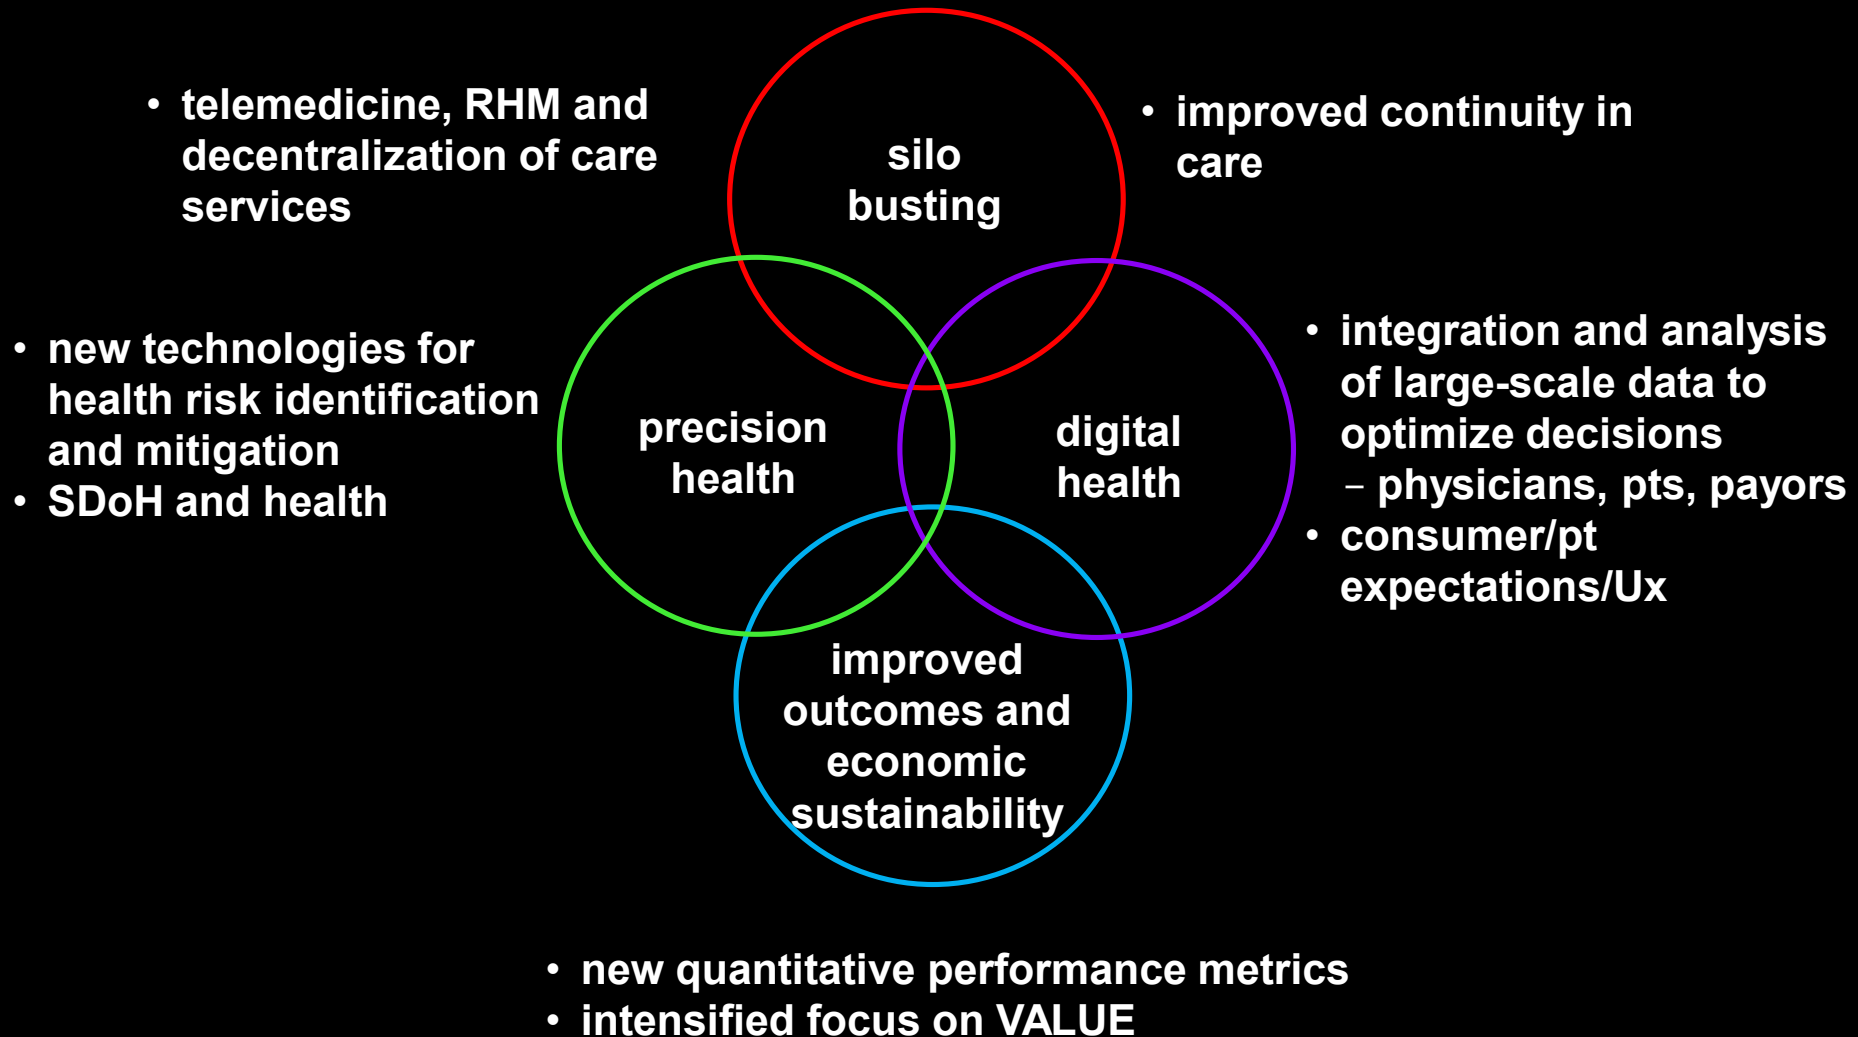 • telemedicine, RHM and
decentralization of care
services
silo
busting
• improved continuity in
care
• new technologies for
health risk identification
and mitigation
• SDoH and health
precision
health
digital
health
• integration and analysis
of large-scale data to
optimize decisions
– physicians, pts, payors
• consumer/pt
expectations/Ux
improved
outcomes and
economic
sustainability
• new quantitative performance metrics
• intensified focus on VALUE